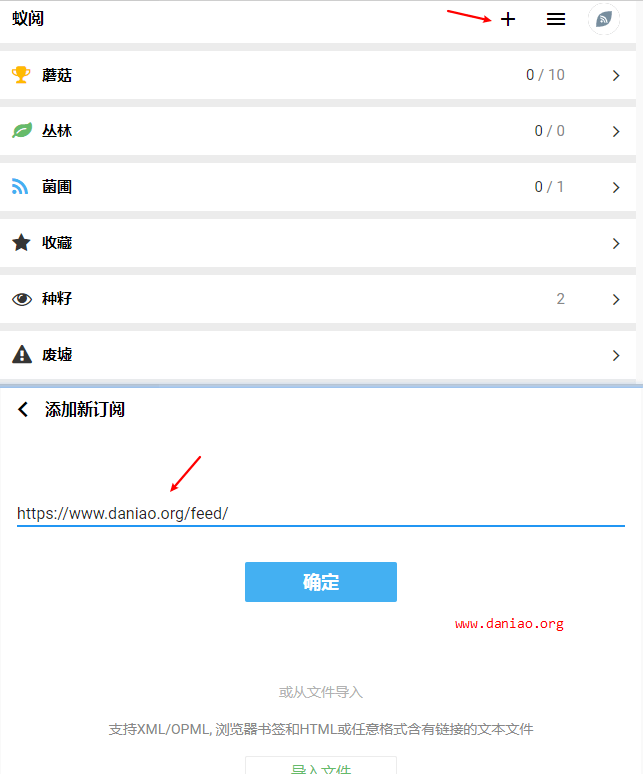 蚁阅
蘑菇 0 / 10
丛林 0 / 0
菌圃 0 / 1
收藏
种籽 2
废墟
添加新订阅
https://www.daniao.org/feed/
确定
www.daniao.org
或从文件导入
支持XML/OPML, 浏览器书签和HTML或任意格式含有链接的文本文件
导入文件